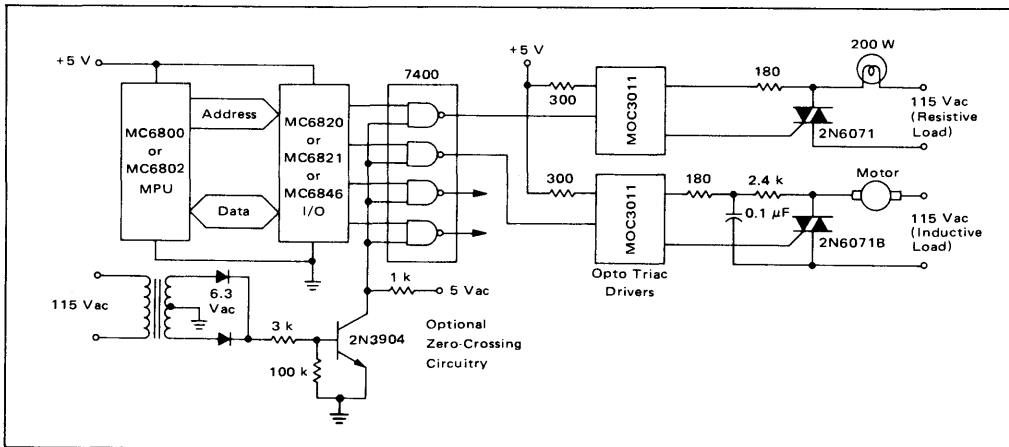 +5 V
MC6800
or
MC6802
MPU
Address
Data
MC6820
or
MC6821
or
MC6846
I/O
7400
+5 V
300
MOC3011
180
200 W
2N6071
115 Vac
(Resistive
Load)
300
MOC3011
Opto Triac
Drivers
180
2.4 k
0.1 μF
Motor
2N6071B
115 Vac
(Inductive
Load)
115 Vac
6.3
Vac
3 k
100 k
2N3904
1 k
5 Vac
Optional
Zero-Crossing
Circuitry